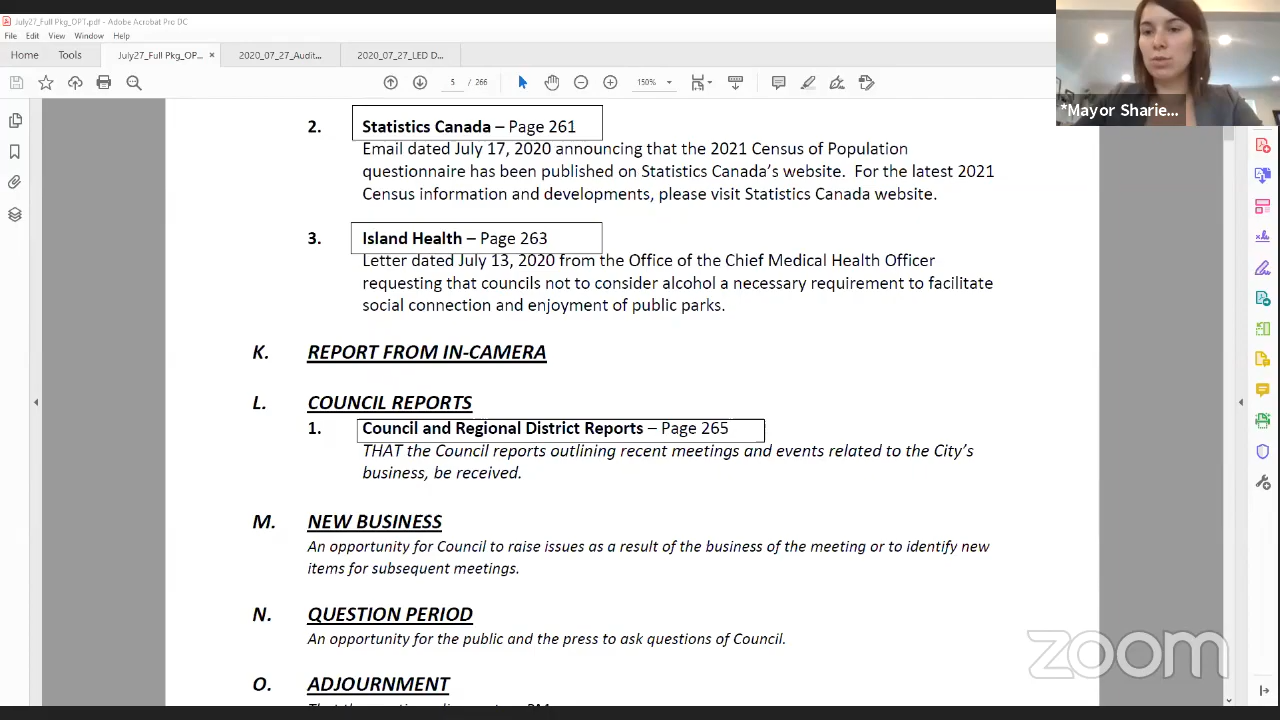 July27_Full Pkg_OPT.pdf - Adobe Acrobat Pro DC
File Edit View Window Help
Home Tools July27_Full Pkg_OP... × 2020_07_27_Audit... 2020_07_27_LED D...
5 / 266 150%
*Mayor Sharie...
2. Statistics Canada – Page 261
Email dated July 17, 2020 announcing that the 2021 Census of Population
questionnaire has been published on Statistics Canada's website. For the latest 2021
Census information and developments, please visit Statistics Canada website.
3. Island Health – Page 263
Letter dated July 13, 2020 from the Office of the Chief Medical Health Officer
requesting that councils not to consider alcohol a necessary requirement to facilitate
social connection and enjoyment of public parks.
K. REPORT FROM IN-CAMERA
L. COUNCIL REPORTS
1. Council and Regional District Reports – Page 265
THAT the Council reports outlining recent meetings and events related to the City's
business, be received.
M. NEW BUSINESS
An opportunity for Council to raise issues as a result of the business of the meeting or to identify new
items for subsequent meetings.
N. QUESTION PERIOD
An opportunity for the public and the press to ask questions of Council.
zoom
O. ADJOURNMENT